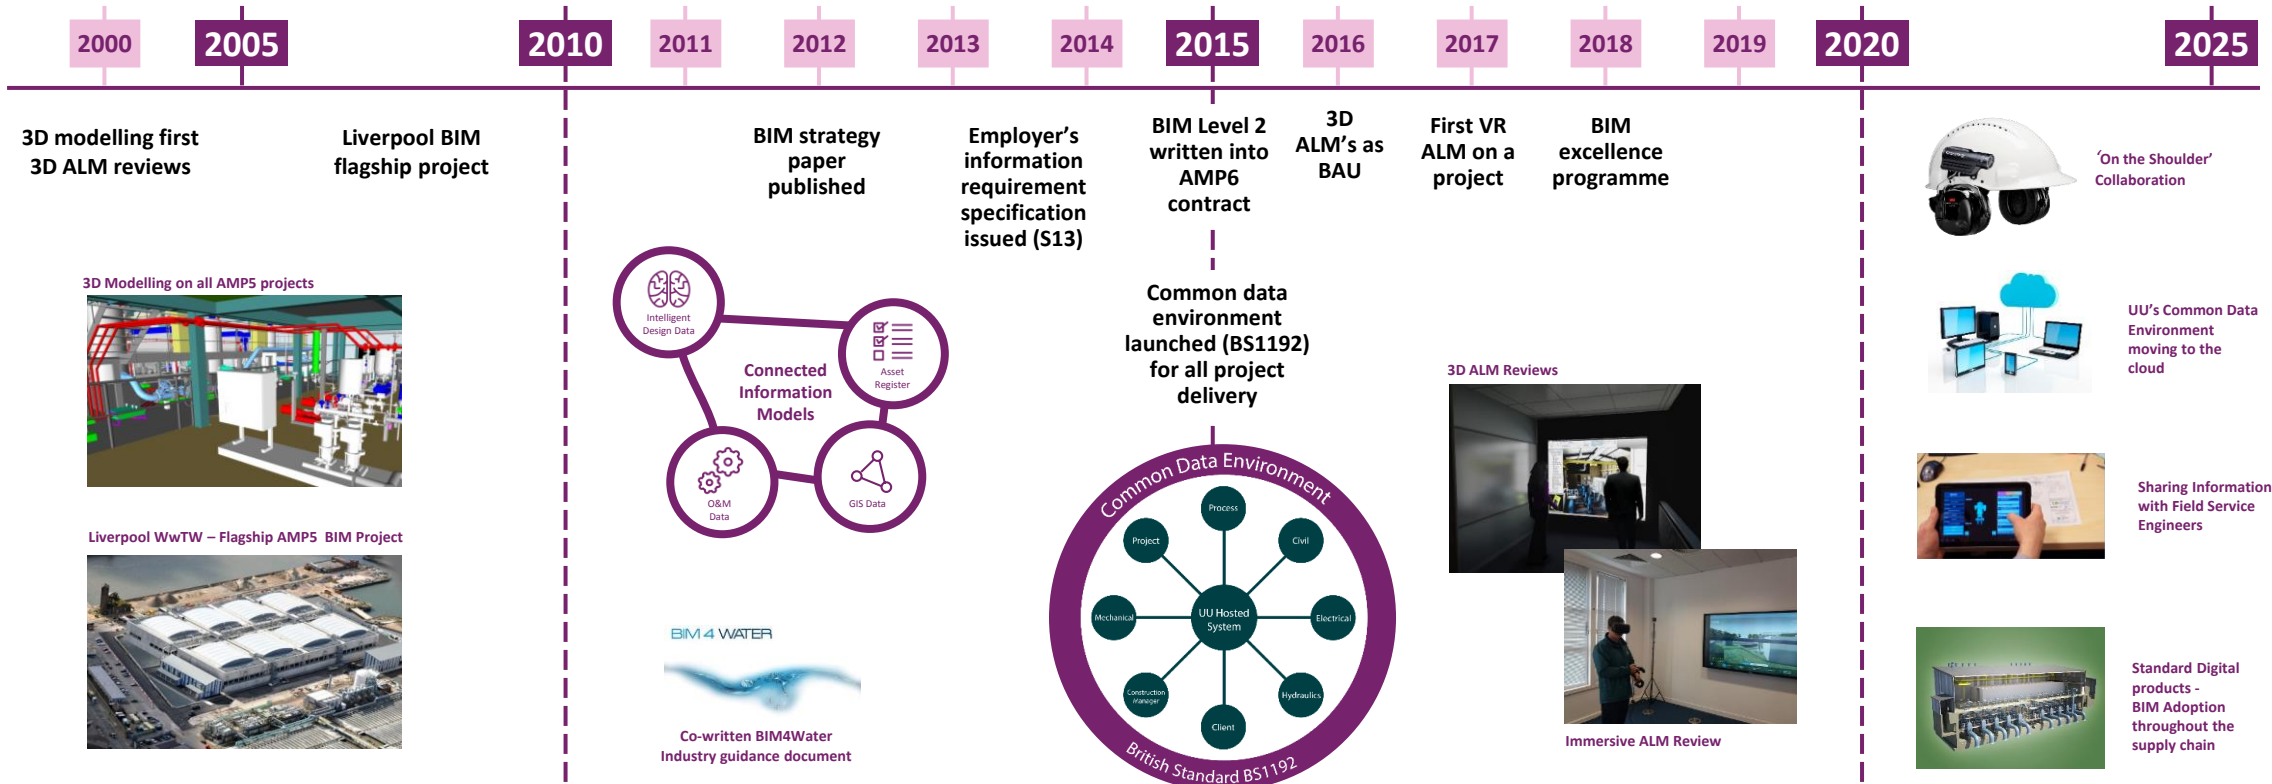 2000
2005
2010
2011
2012
2013
2014
2015
2016
2017
2018
2019
2020
2025
3D modelling first
3D ALM reviews
Liverpool BIM
flagship project
BIM strategy
paper
published
Employer’s
information
requirement
specification
issued (S13)
BIM Level 2
written into
AMP6
contract
3D
ALM’s as
BAU
First VR
ALM on a
project
BIM
excellence
programme
‘On the Shoulder’
Collaboration
3D Modelling on all AMP5 projects
Liverpool WwTW – Flagship AMP5 BIM Project
Intelligent
Design Data
Asset
Register
Connected
Information
Models
O&M
Data
GIS Data
BIM 4 WATER
Co-written BIM4Water
Industry guidance document
Common data
environment
launched (BS1192)
for all project
delivery
Common Data Environment
Process
Project
Civil
Mechanical
UU Hosted
System
Electrical
Construction
Manager
Hydraulics
Client
British Standard BS1192
3D ALM Reviews
Immersive ALM Review
UU’s Common Data
Environment
moving to the
cloud
Sharing Information
with Field Service
Engineers
Standard Digital
products -
BIM Adoption
throughout the
supply chain